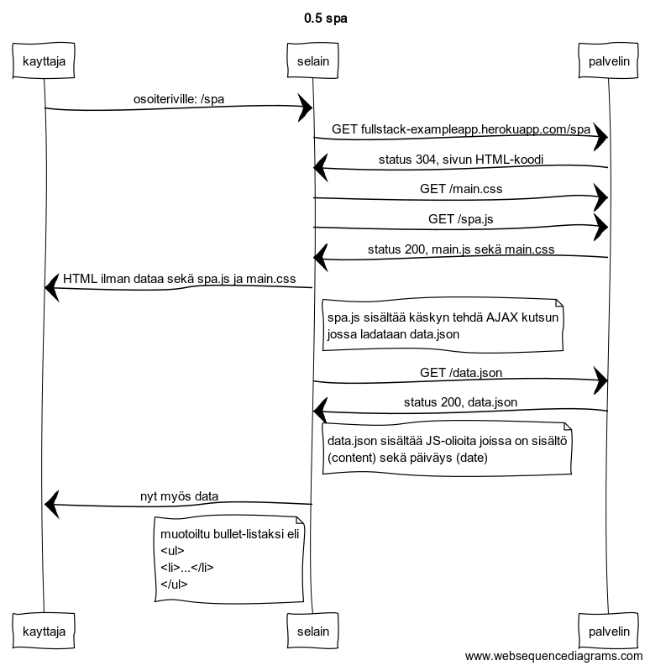 0.5 spa
kayttaja
selain
palvelin
osoiteriville: /spa
GET fullstack-exampleapp.herokuapp.com/spa
status 304, sivun HTML-koodi
GET /main.css
GET /spa.js
status 200, main.js sekä main.css
HTML ilman dataa sekä spa.js ja main.css
spa.js sisältää käskyn tehdä AJAX kutsun
jossa ladataan data.json
GET /data.json
status 200, data.json
data.json sisältää JS-olioita joissa on sisältö
(content) sekä päiväys (date)
nyt myös data
muotoiltu bullet-listaksi eli
<ul>
<li>...</li>
</ul>
kayttaja
selain
palvelin
www.websequencediagrams.com